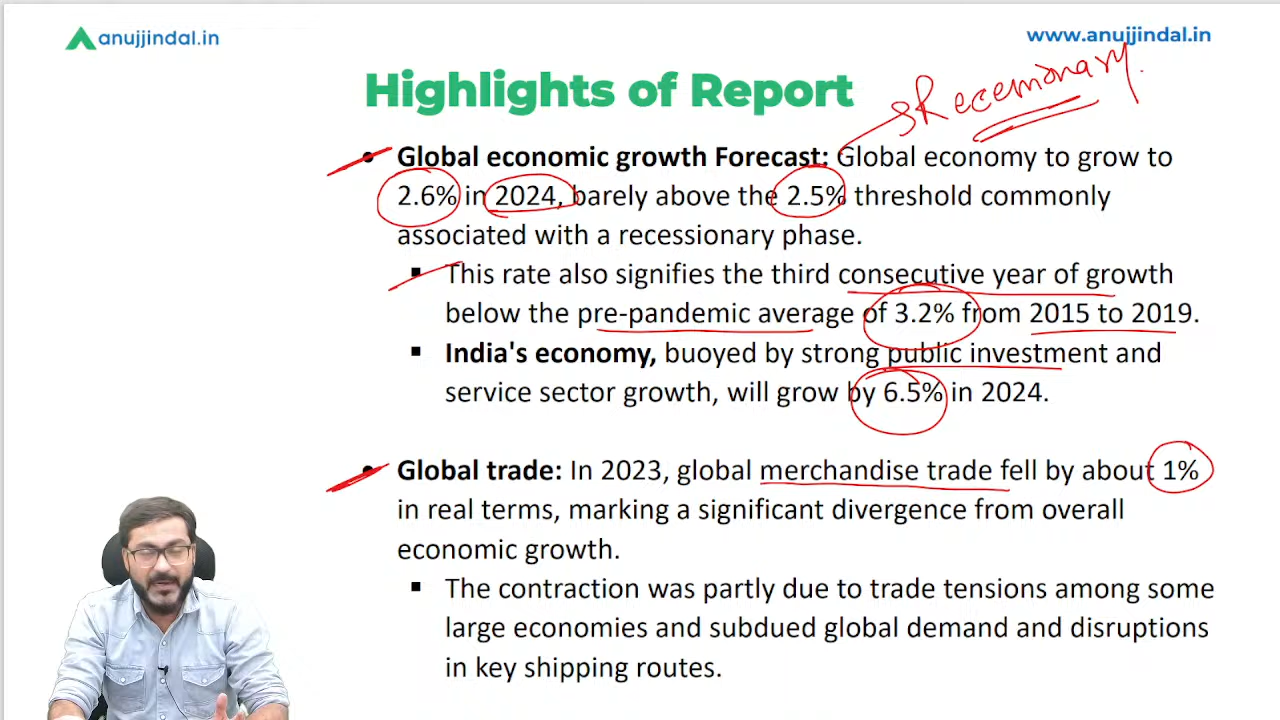 anujjindal.in
www.anujjindal.in
Highlights of Report
Recemionary.
• Global economic growth Forecast: Global economy to grow to
2.6% in 2024, barely above the 2.5% threshold commonly
associated with a recessionary phase.
▪ This rate also signifies the third consecutive year of growth
below the pre-pandemic average of 3.2% from 2015 to 2019.
▪ India's economy, buoyed by strong public investment and
service sector growth, will grow by 6.5% in 2024.
• Global trade: In 2023, global merchandise trade fell by about 1%
in real terms, marking a significant divergence from overall
economic growth.
▪ The contraction was partly due to trade tensions among some
large economies and subdued global demand and disruptions
in key shipping routes.